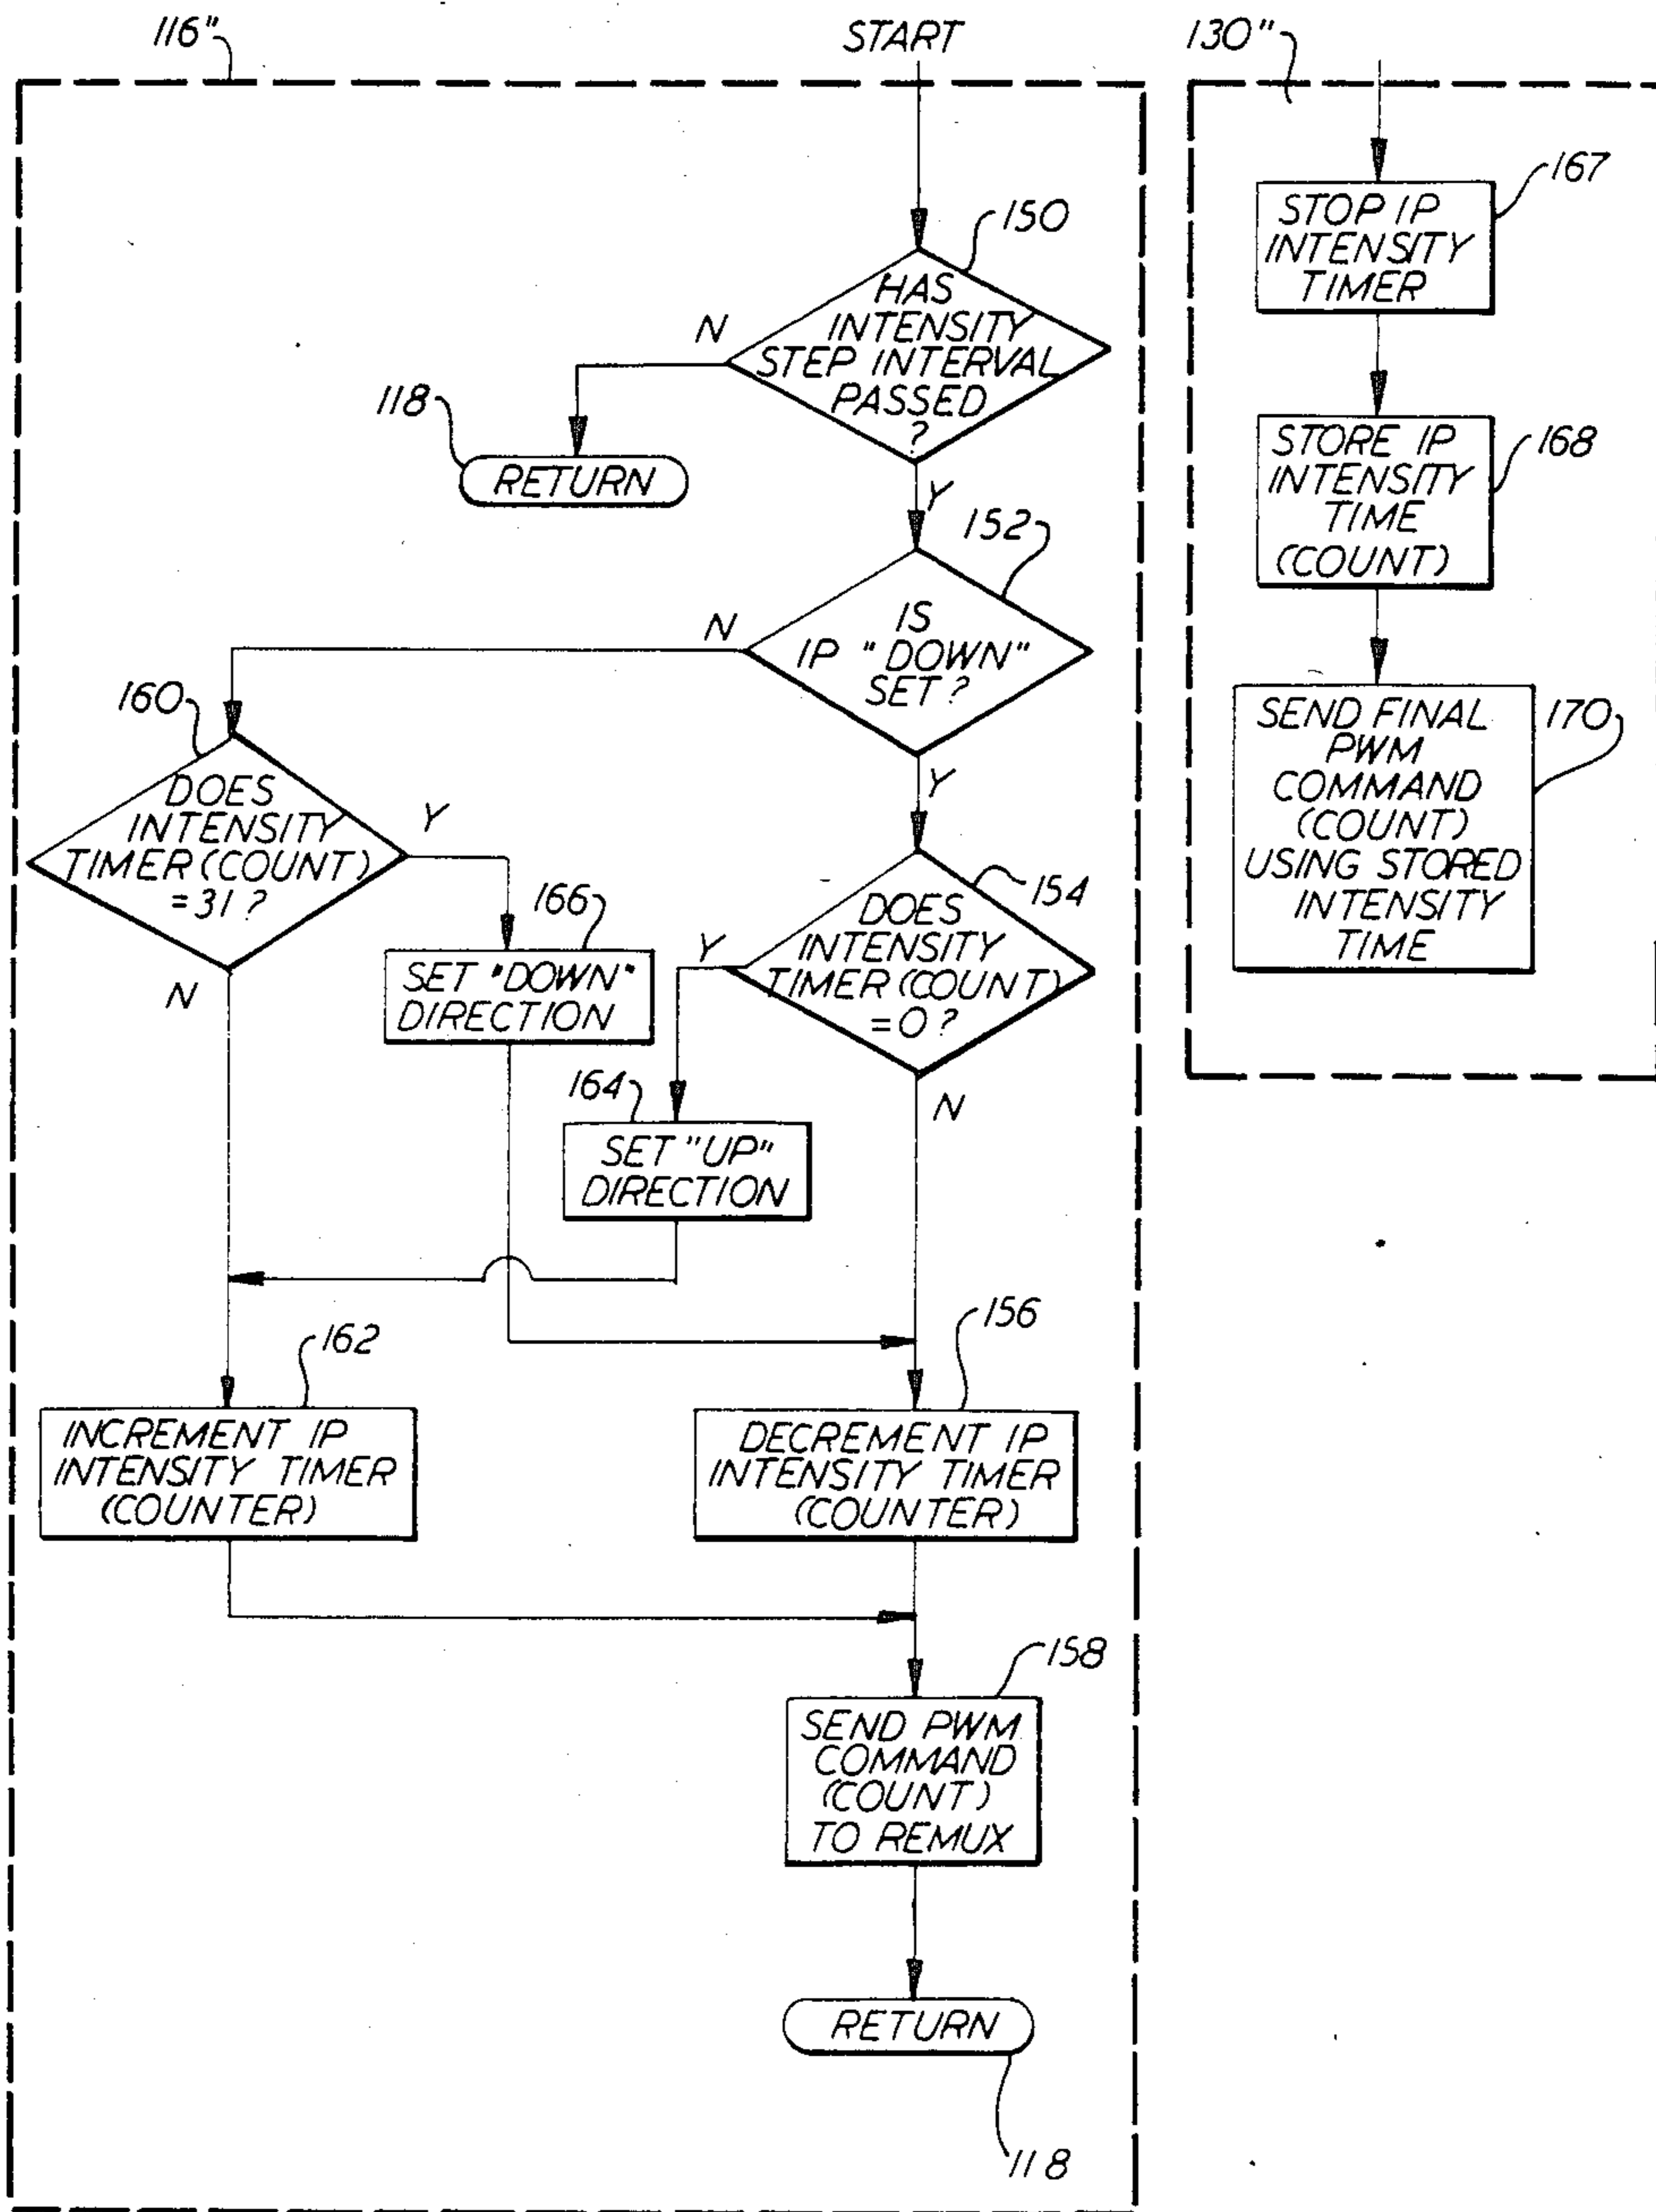 116"
START
130"
150
HAS
INTENSITY
STEP INTERVAL
PASSED
?
N
118
RETURN
Y
152
IS
IP "DOWN"
SET?
N
160
DOES
INTENSITY
TIMER (COUNT)
=31?
Y
N
166
SET "DOWN"
DIRECTION
Y
154
DOES
INTENSITY
TIMER (COUNT)
=0?
Y
N
164
SET "UP"
DIRECTION
162
INCREMENT IP
INTENSITY TIMER
(COUNTER)
156
DECREMENT IP
INTENSITY TIMER
(COUNTER)
158
SEND PWM
COMMAND
(COUNT)
TO REMUX
RETURN
118
167
STOP IP
INTENSITY
TIMER
168
STORE IP
INTENSITY
TIME
(COUNT)
170
SEND FINAL
PWM
COMMAND
(COUNT)
USING STORED
INTENSITY
TIME